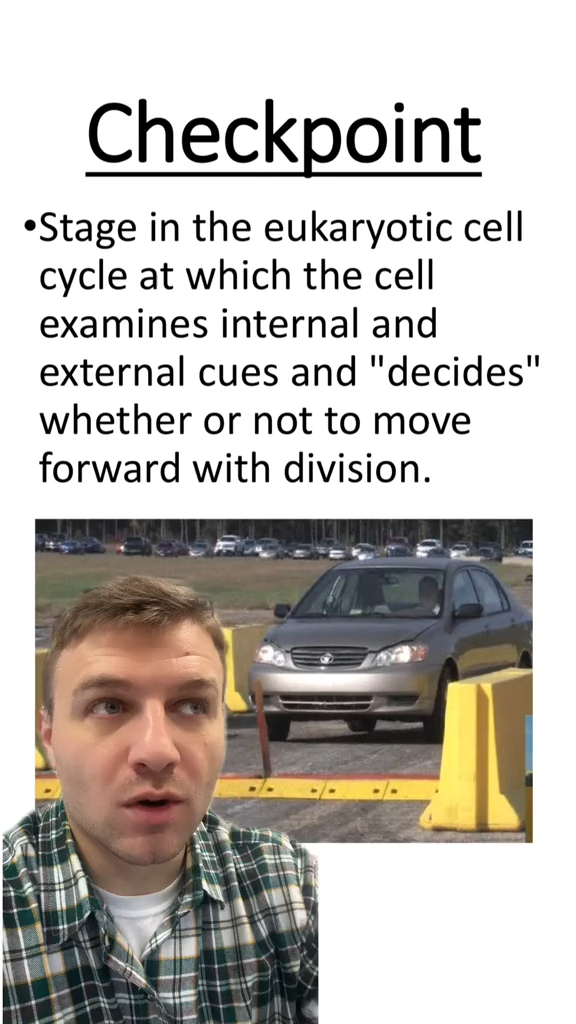 Checkpoint
•Stage in the eukaryotic cell
cycle at which the cell
examines internal and
external cues and "decides"
whether or not to move
forward with division.